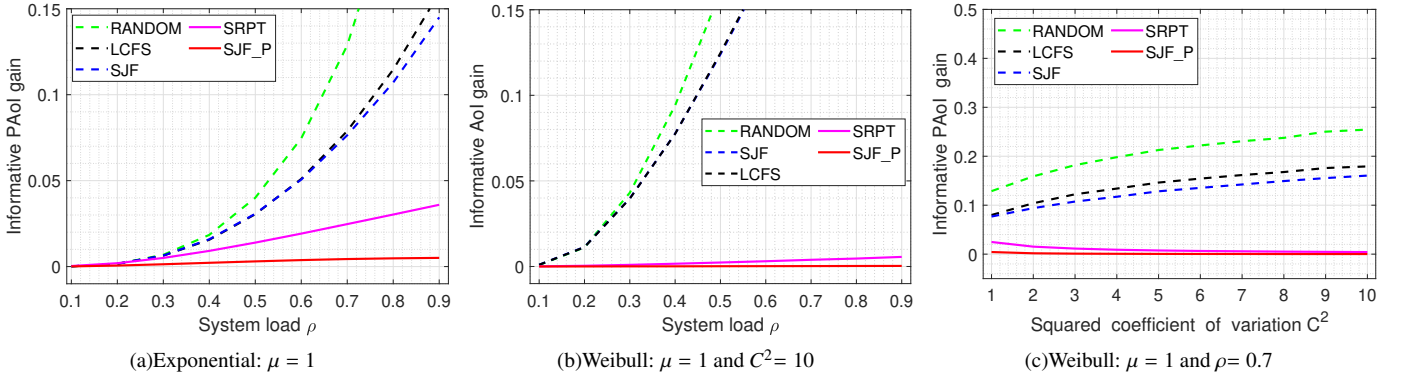 Informative PAoI gain
0.15
0.1
0.05
0
RANDOM
LCFS
SJF
SRPT
SJF_P
0.1 0.2 0.3 0.4 0.5 0.6 0.7 0.8 0.9
System load ρ
(a)Exponential: μ = 1
Informative AoI gain
0.15
0.1
0.05
0
RANDOM
SJF
LCFS
SRPT
SJF_P
0.1 0.2 0.3 0.4 0.5 0.6 0.7 0.8 0.9
System load ρ
(b)Weibull: μ = 1 and C²= 10
Informative PAoI gain
0.5
0.4
0.3
0.2
0.1
0
RANDOM
LCFS
SJF
SRPT
SJF_P
1 2 3 4 5 6 7 8 9 10
Squared coefficient of variation C²
(c)Weibull: μ = 1 and ρ= 0.7